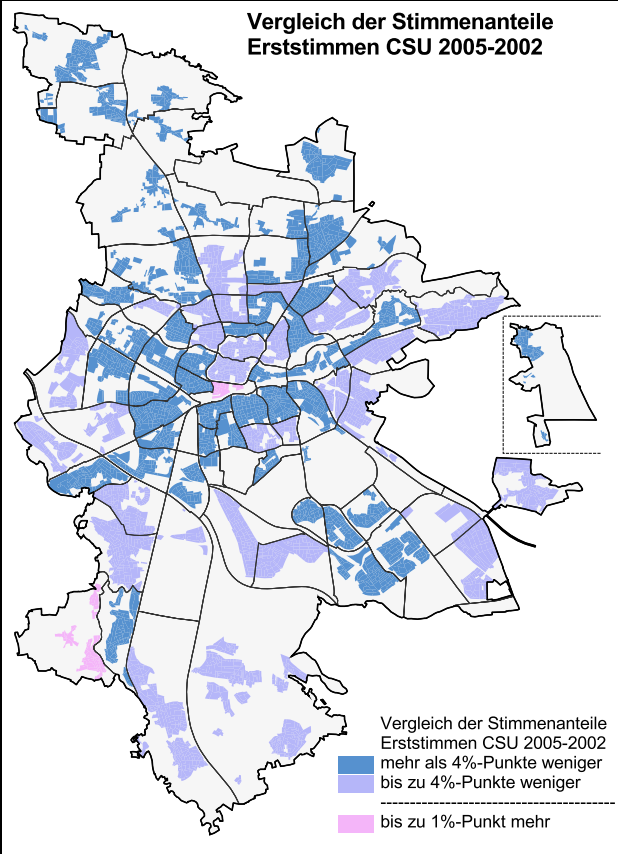 Vergleich der Stimmenanteile
Erststimmen CSU 2005-2002
Vergleich der Stimmenanteile
Erststimmen CSU 2005-2002
mehr als 4%-Punkte weniger
bis zu 4%-Punkte weniger
bis zu 1%-Punkt mehr